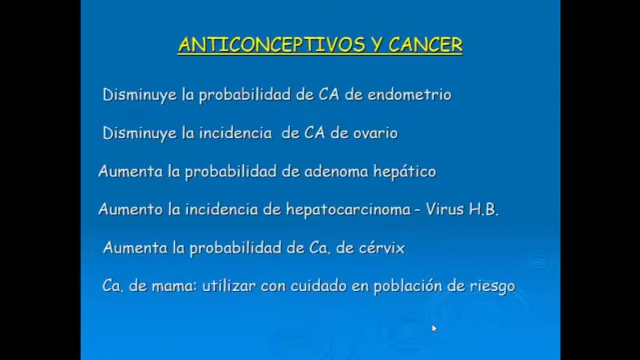 ANTICONCEPTIVOS Y CANCER
Disminuye la probabilidad de CA de endometrio
Disminuye la incidencia de CA de ovario
Aumenta la probabilidad de adenoma hepático
Aumento la incidencia de hepatocarcinoma - Virus H.B.
Aumenta la probabilidad de Ca. de cérvix
Ca. de mama: utilizar con cuidado en población de riesgo